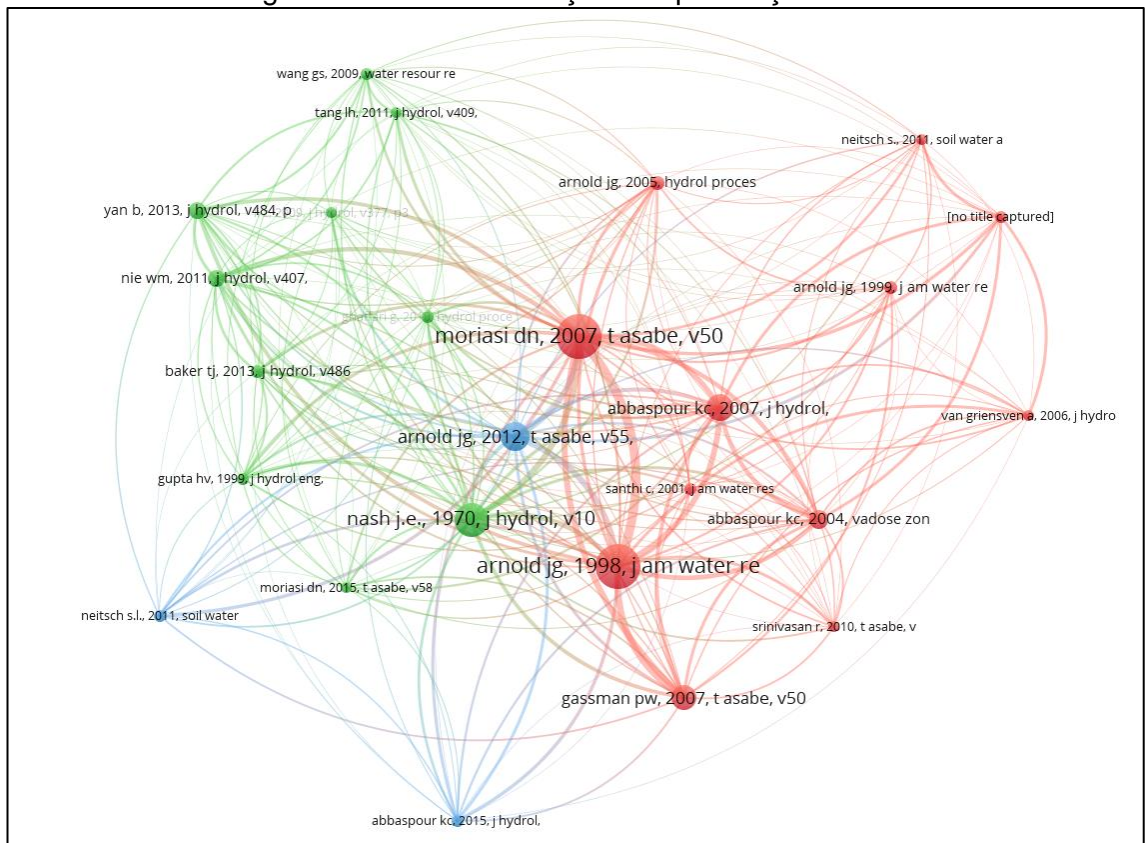 wang gs, 2009, water resour re
tang lh, 2011, j hydrol, v409,
neitsch s., 2011, soil water a
arnold jg, 2005, hydrol proces
yan b, 2013, j hydrol, v484, p
j hydrol, v377, p3
[no title captured]
nie wm, 2011, j hydrol, v407,
arnold jg, 1999, j am water re
hydrol proce
moriasi dn, 2007, t asabe, v50
baker tj, 2013, j hydrol, v486
abbaspour kc, 2007, j hydrol,
van griensven a, 2006, j hydro
arnold jg, 2012, t asabe, v55,
gupta hv, 1999, j hydrol eng,
santhi c, 2001, j am water res
nash j.e., 1970, j hydrol, v10
abbaspour kc, 2004, vadose zon
arnold jg, 1998, j am water re
moriasi dn, 2015, t asabe, v58
neitsch s.l., 2011, soil water
srinivasan r, 2010, t asabe, v
gassman pw, 2007, t asabe, v50
abbaspour kc, 2015, j hydrol,